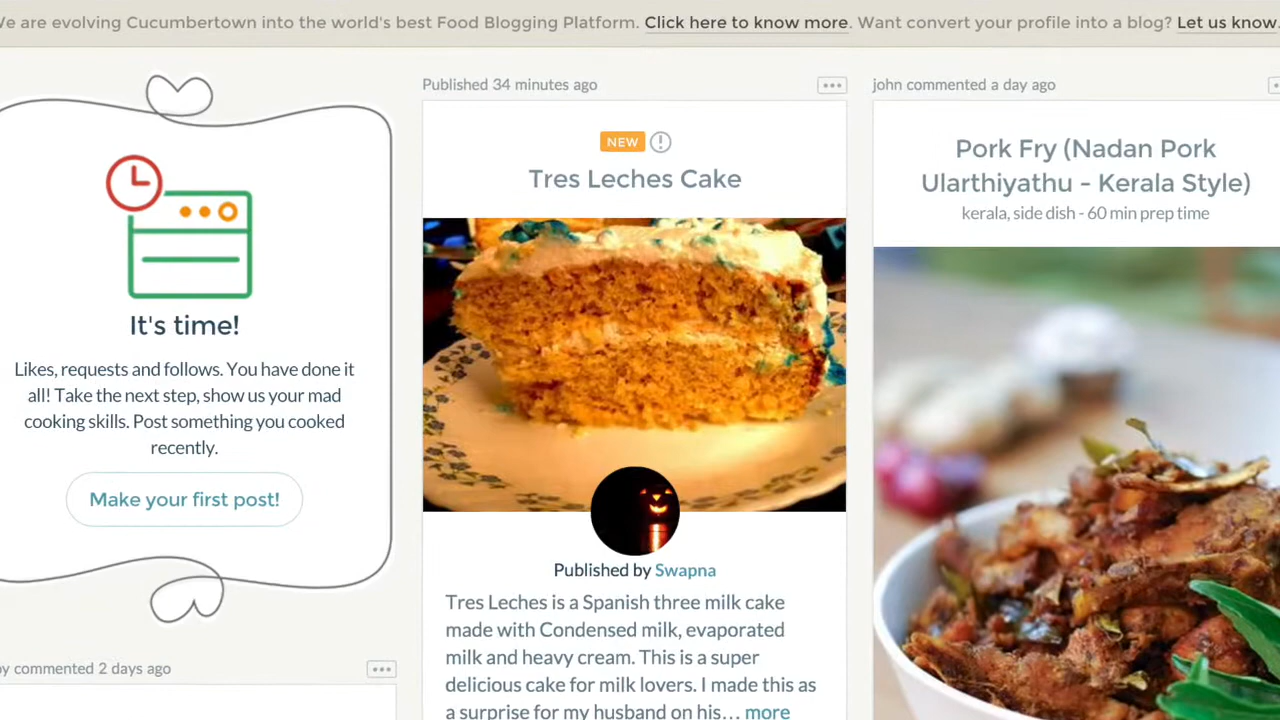 We are evolving Cucumbertown into the world's best Food Blogging Platform. Click here to know more. Want convert your profile into a blog? Let us know.
It's time!
Likes, requests and follows. You have done it
all! Take the next step, show us your mad
cooking skills. Post something you cooked
recently.
Make your first post!
commented 2 days ago
Published 34 minutes ago
NEW
Tres Leches Cake
Published by Swapna
Tres Leches is a Spanish three milk cake
made with Condensed milk, evaporated
milk and heavy cream. This is a super
delicious cake for milk lovers. I made this as
a surprise for my husband on his... more
john commented a day ago
Pork Fry (Nadan Pork
Ularthiyathu - Kerala Style)
kerala, side dish - 60 min prep time